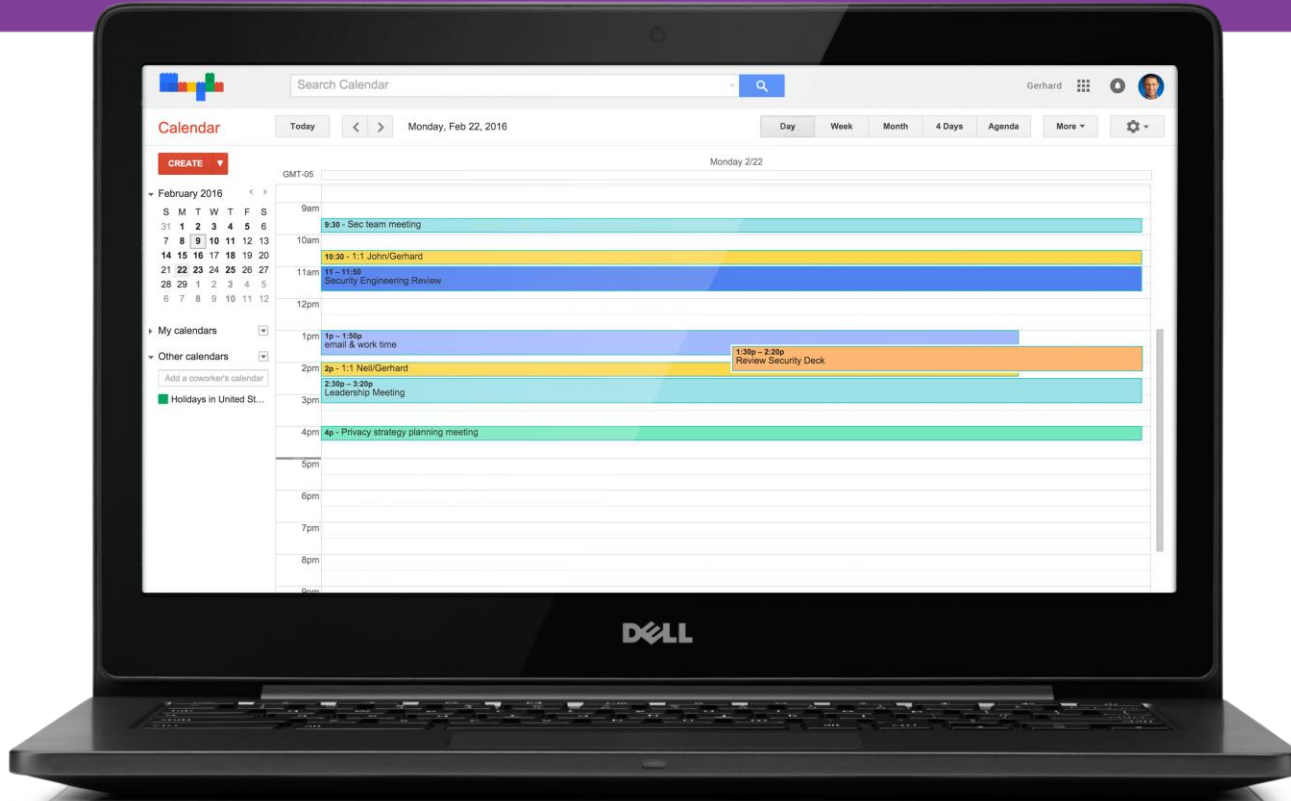 Google
Search Calendar
Gerhard
Calendar
Today
Monday, Feb 22, 2016
Day Week Month 4 Days Agenda
More
CREATE
Monday 2/22
GMT-05
February 2016
S M T W T F S
31 1 2 3 4 5 6
7 8 9 10 11 12 13
14 15 16 17 18 19 20
21 22 23 24 25 26 27
28 29 1 2 3 4 5
6 7 8 9 10 11 12
My calendars
Other calendars
Add a coworker's calendar
Holidays in United St...
9am
9:30 - Sec team meeting
10am
10:30 - 1:1 John/Gerhard
11am
11 – 11:50
Security Engineering Review
12pm
1pm
1p – 1:50p
email & work time
1:30p – 2:20p
Review Security Deck
2pm
2p - 1:1 Neil/Gerhard
2:30p – 3:20p
Leadership Meeting
3pm
4pm
4p - Privacy strategy planning meeting
5pm
6pm
7pm
8pm
9pm
DELL